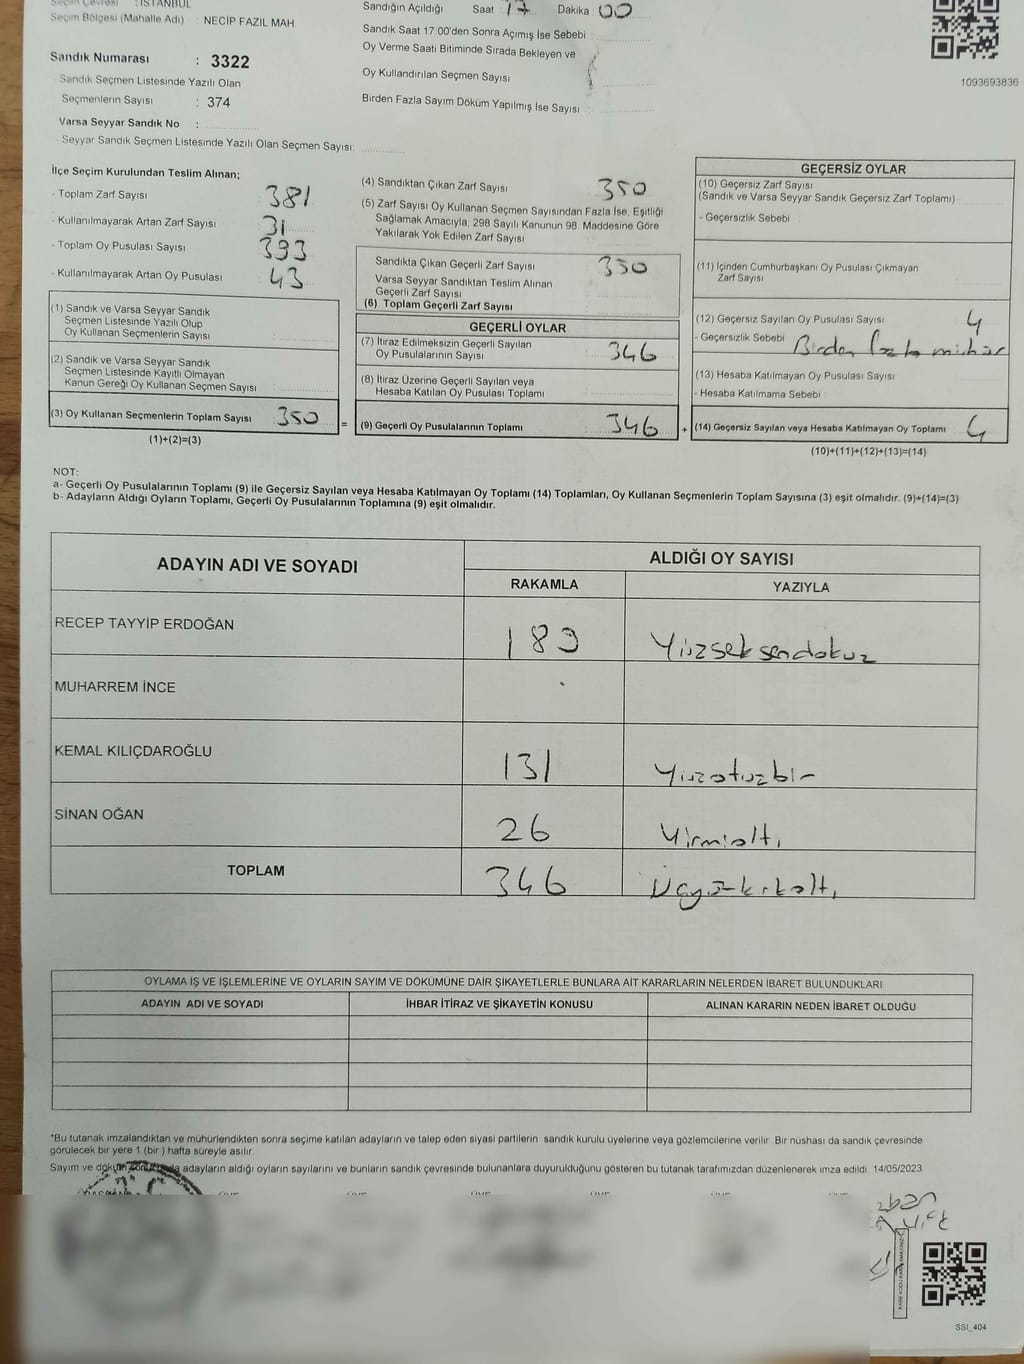 Seçim Çevresi : İSTANBUL
Seçim Bölgesi (Mahalle Adı) : NECİP FAZIL MAH
Sandık Numarası : 3322
- Sandık Seçmen Listesinde Yazılı Olan
Seçmenlerin Sayısı : 374
Varsa Seyyar Sandık No :
- Seyyar Sandık Seçmen Listesinde Yazılı Olan Seçmen Sayısı:
Sandığın Açıldığı Saat 17 Dakika 00
Sandık Saat 17:00'den Sonra Açımış İse Sebebi :
Oy Verme Saati Bitiminde Sırada Bekleyen ve
Oy Kullandırılan Seçmen Sayısı
Birden Fazla Sayım Döküm Yapılmış İse Sayısı :
1093693836
İlçe Seçim Kurulundan Teslim Alınan;
- Toplam Zarf Sayısı 381
- Kullanılmayarak Artan Zarf Sayısı 31
- Toplam Oy Pusulası Sayısı 393
- Kullanılmayarak Artan Oy Pusulası 43
(1) Sandık ve Varsa Seyyar Sandık
Seçmen Listesinde Yazılı Olup
Oy Kullanan Seçmenlerin Sayısı
(2) Sandık ve Varsa Seyyar Sandık
Seçmen Listesinde Kayıtlı Olmayan
Kanun Gereği Oy Kullanan Seçmen Sayısı
(3) Oy Kullanan Seçmenlerin Toplam Sayısı 350
(1)+(2)=(3)
=
(4) Sandıktan Çıkan Zarf Sayısı 350
(5) Zarf Sayısı Oy Kullanan Seçmen Sayısından Fazla İse, Eşitliği
Sağlamak Amacıyla, 298 Sayılı Kanunun 98. Maddesine Göre
Yakılarak Yok Edilen Zarf Sayısı
Sandıkta Çıkan Geçerli Zarf Sayısı 350
Varsa Seyyar Sandıktan Teslim Alınan
Geçerli Zarf Sayısı
(6) Toplam Geçerli Zarf Sayısı
GEÇERLİ OYLAR
(7) İtiraz Edilmeksizin Geçerli Sayılan
Oy Pusulalarının Sayısı 346
(8) İtiraz Üzerine Geçerli Sayılan veya
Hesaba Katılan Oy Pusulası Toplamı
(9) Geçerli Oy Pusulalarının Toplamı 346
+
GEÇERSİZ OYLAR
(10) Geçersiz Zarf Sayısı
(Sandık ve Varsa Seyyar Sandık Geçersiz Zarf Toplamı)
- Geçersizlik Sebebi
(11) İçinden Cumhurbaşkanı Oy Pusulası Çıkmayan
Zarf Sayısı
(12) Geçersiz Sayılan Oy Pusulası Sayısı 4
- Geçersizlik Sebebi Birden fazla mühür
(13) Hesaba Katılmayan Oy Pusulası Sayısı
- Hesaba Katılmama Sebebi
(14) Geçersiz Sayılan veya Hesaba Katılmayan Oy Toplamı 4
(10)+(11)+(12)+(13)=(14)
NOT:
a- Geçerli Oy Pusulalarının Toplamı (9) ile Geçersiz Sayılan veya Hesaba Katılmayan Oy Toplamı (14) Toplamları, Oy Kullanan Seçmenlerin Toplam Sayısına (3) eşit olmalıdır. (9)+(14)=(3)
b- Adayların Aldığı Oyların Toplamı, Geçerli Oy Pusulalarının Toplamına (9) eşit olmalıdır.
ADAYIN ADI VE SOYADI
ALDIĞI OY SAYISI
RAKAMLA YAZIYLA
RECEP TAYYİP ERDOĞAN 189 Yüzseksendokuz
MUHARREM İNCE
KEMAL KILIÇDAROĞLU 131 Yüzotuzbir
SİNAN OĞAN 26 Yirmialtı
TOPLAM 346 Üçyüzkırkaltı
OYLAMA İŞ VE İŞLEMLERİNE VE OYLARIN SAYIM VE DÖKÜMÜNE DAİR ŞİKAYETLERLE BUNLARA AİT KARARLARIN NELERDEN İBARET BULUNDUKLARI
ADAYIN ADI VE SOYADI İHBAR İTİRAZ VE ŞİKAYETİN KONUSU ALINAN KARARIN NEDEN İBARET OLDUĞU
*Bu tutanak imzalandıktan ve mühürlendikten sonra seçime katılan adayların ve talep eden siyasi partilerin sandık kurulu üyelerine veya gözlemcilerine verilir. Bir nüshası da sandık çevresinde
görülecek bir yere 1 (bir) hafta süreyle asılır.
Sayım ve döküm adayların aldığı oyların sayılarını ve bunların sandık çevresinde bulunanlara duyurulduğunu gösteren bu tutanak tarafımızdan düzenlenerek imza edildi 14/05/2023
SSI_404